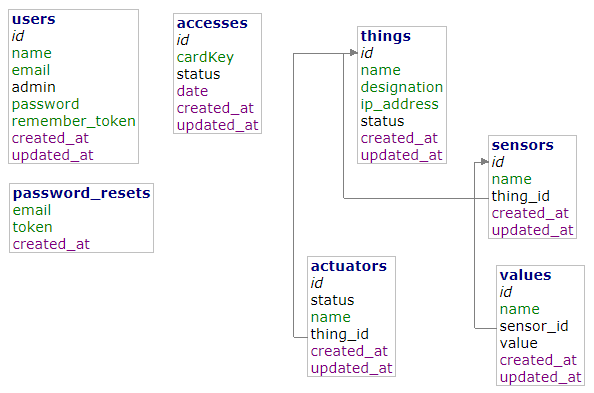 users
id
name
email
admin
password
remember_token
created_at
updated_at
accesses
id
cardKey
status
date
created_at
updated_at
things
id
name
designation
ip_address
status
created_at
updated_at
sensors
id
name
thing_id
created_at
updated_at
password_resets
email
token
created_at
actuators
id
status
name
thing_id
created_at
updated_at
values
id
name
sensor_id
value
created_at
updated_at